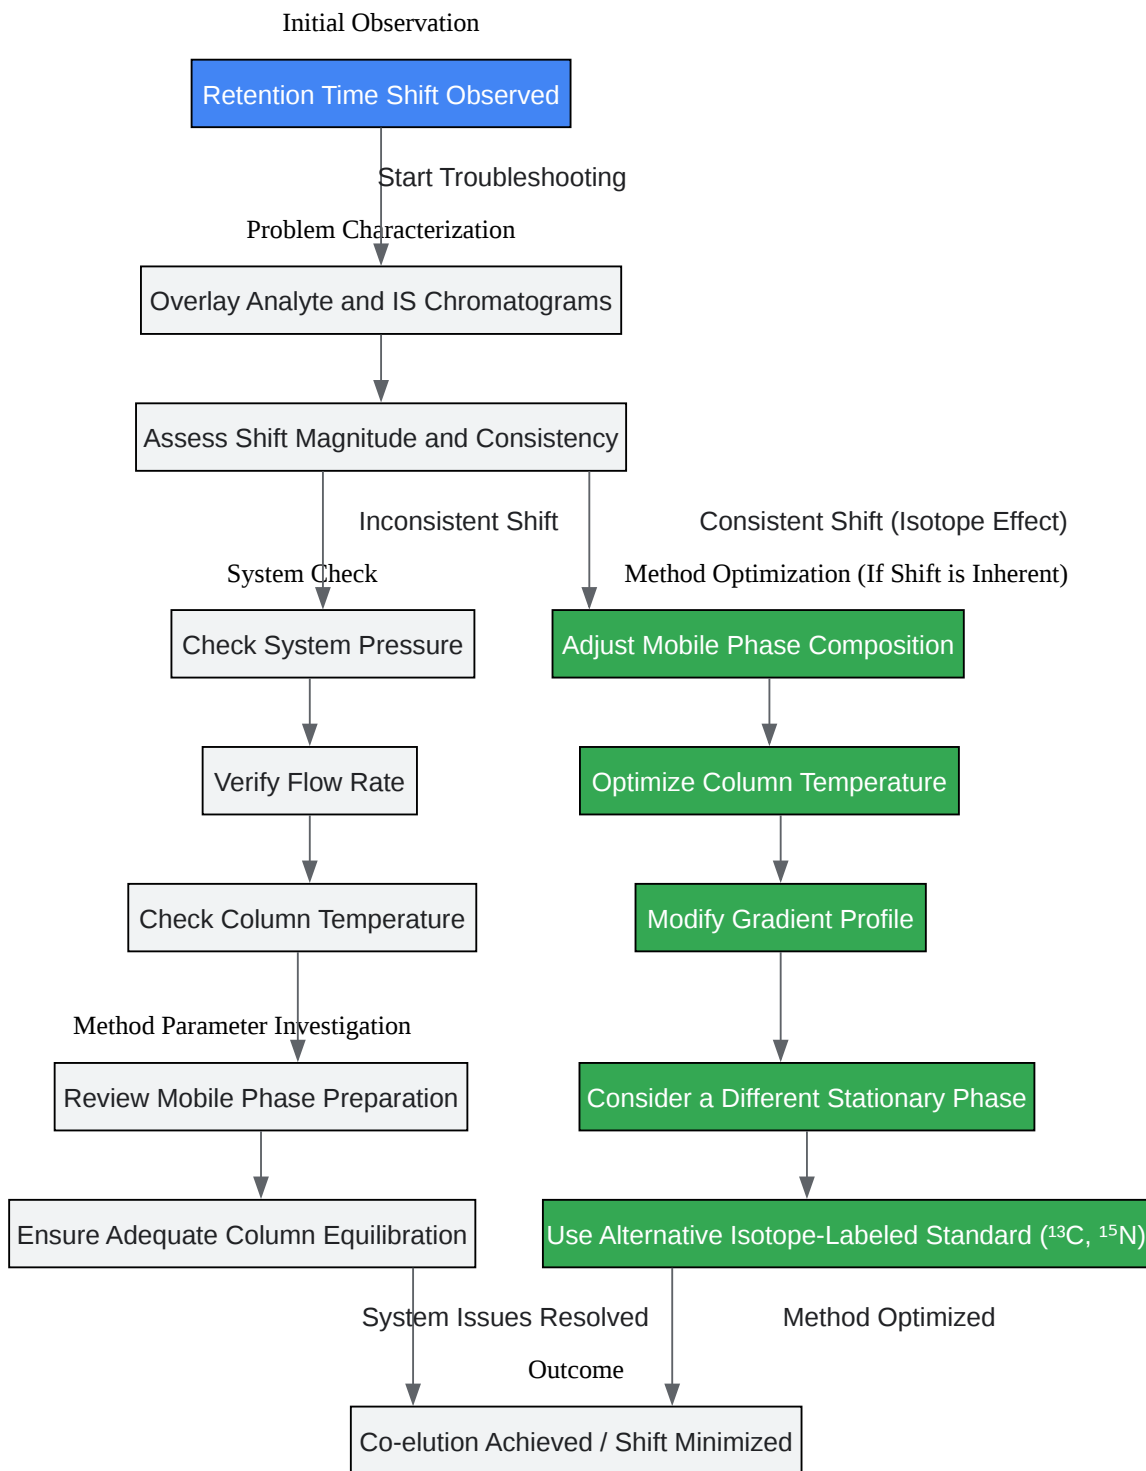 Initial Observation
Retention Time Shift Observed
Start Troubleshooting
Problem Characterization
Overlay Analyte and IS Chromatograms
Assess Shift Magnitude and Consistency
Inconsistent Shift
Consistent Shift (Isotope Effect)
System Check
Method Optimization (If Shift is Inherent)
Check System Pressure
Adjust Mobile Phase Composition
Verify Flow Rate
Optimize Column Temperature
Check Column Temperature
Modify Gradient Profile
Method Parameter Investigation
Review Mobile Phase Preparation
Consider a Different Stationary Phase
Ensure Adequate Column Equilibration
Use Alternative Isotope-Labeled Standard (¹³C, ¹⁵N)
System Issues Resolved
Method Optimized
Outcome
Co-elution Achieved / Shift Minimized